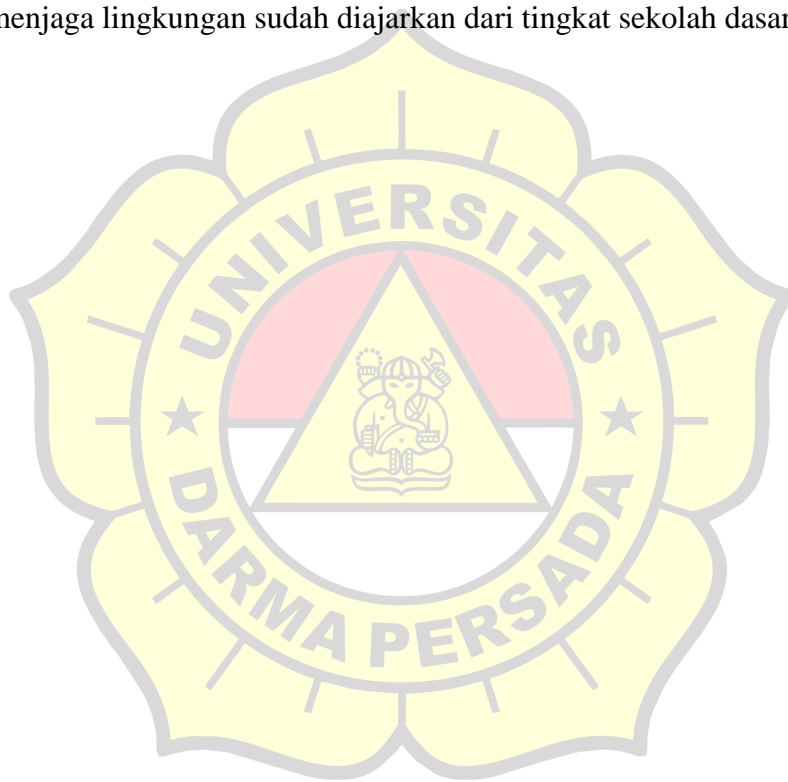 menjaga lingkungan sudah diajarkan dari tingkat sekolah dasar
UNIVERSITAS
DARMA PERSADA